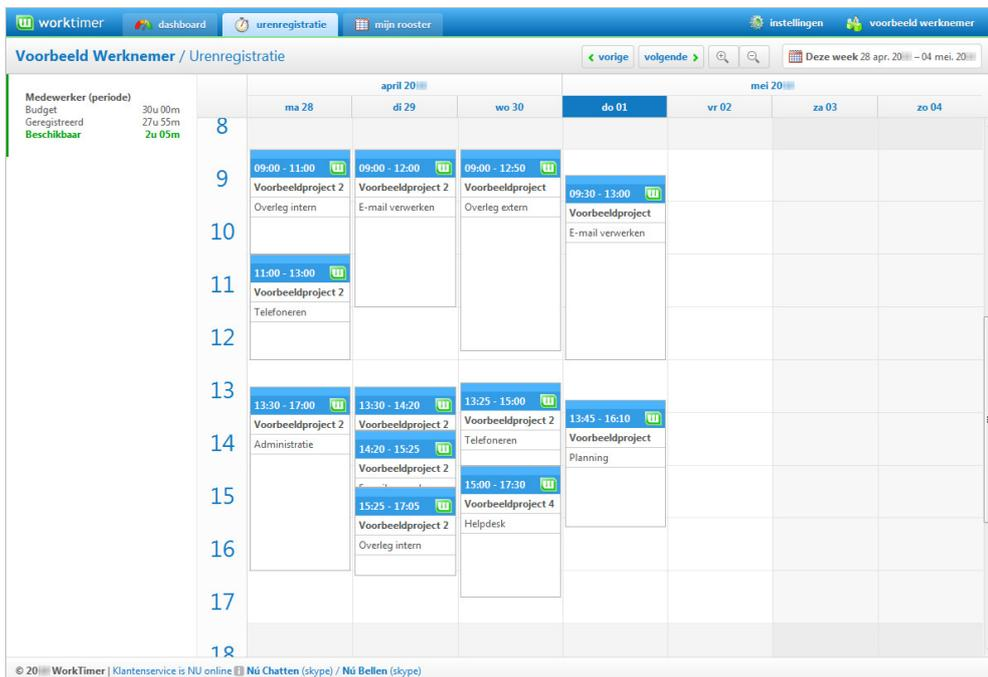 worktimer dashboard urenregistratie mijn rooster instellingen voorbeeld werknemer
Voorbeeld Werknemer / Urenregistratie vorige volgende Deze week 28 apr. 20 – 04 mei. 20
Medewerker (periode)
Budget 30u 00m
Geregistreerd 27u 55m
Beschikbaar 2u 05m
april 20 mei 20
ma 28 di 29 wo 30 do 01 vr 02 za 03 zo 04
8
9
10
11
12
13
14
15
16
17
18
09:00 - 11:00
Voorbeeldproject 2
Overleg intern
11:00 - 13:00
Voorbeeldproject 2
Telefoneren
13:30 - 17:00
Voorbeeldproject 2
Administratie
09:00 - 12:00
Voorbeeldproject 2
E-mail verwerken
13:30 - 14:20
Voorbeeldproject 2
14:20 - 15:25
Voorbeeldproject 2
15:25 - 17:05
Voorbeeldproject 2
Overleg intern
09:00 - 12:50
Voorbeeldproject
Overleg extern
13:25 - 15:00
Voorbeeldproject 2
Telefoneren
15:00 - 17:30
Voorbeeldproject 4
Helpdesk
09:30 - 13:00
Voorbeeldproject
E-mail verwerken
13:45 - 16:10
Voorbeeldproject
Planning
© 20 WorkTimer | Klantenservice is NU online Nú Chatten (skype) / Nú Bellen (skype)